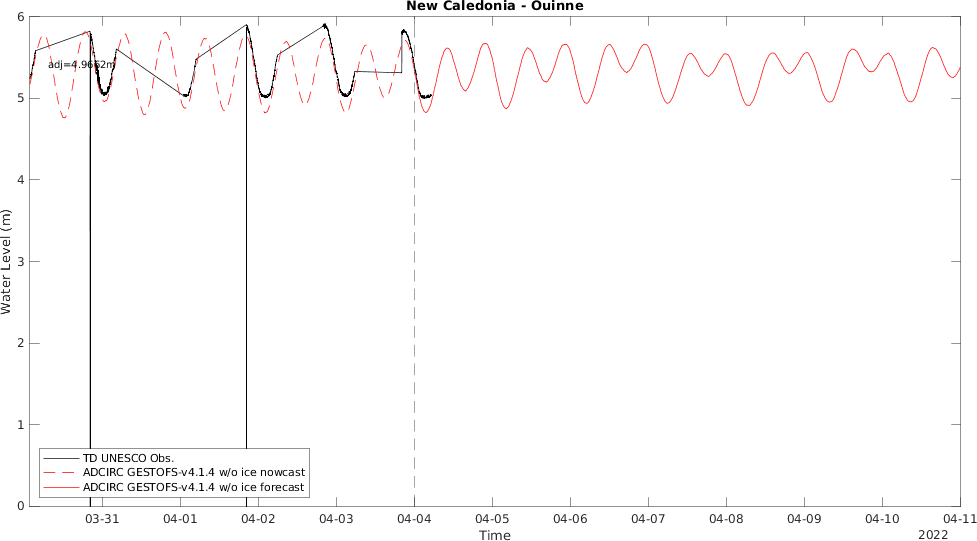 New Caledonia - Ouinne
6
adj=4.9662m
5
4
3
2
1
0
Water Level (m)
TD UNESCO Obs.
ADCIRC GESTOFS-v4.1.4 w/o ice nowcast
ADCIRC GESTOFS-v4.1.4 w/o ice forecast
03-31 04-01 04-02 04-03 04-04 04-05 04-06 04-07 04-08 04-09 04-10 04-11
Time
2022